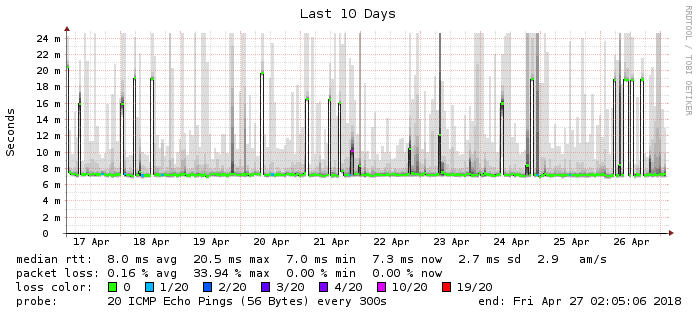 Last 10 Days
RRDTOOL / TOBI OETIKER
Seconds
24 m
22 m
20 m
18 m
16 m
14 m
12 m
10 m
8 m
6 m
4 m
2 m
0
17 Apr 18 Apr 19 Apr 20 Apr 21 Apr 22 Apr 23 Apr 24 Apr 25 Apr 26 Apr
median rtt: 8.0 ms avg 20.5 ms max 7.0 ms min 7.3 ms now 2.7 ms sd 2.9 am/s
packet loss: 0.16 % avg 33.94 % max 0.00 % min 0.00 % now
loss color: 0 1/20 2/20 3/20 4/20 10/20 19/20
probe: 20 ICMP Echo Pings (56 Bytes) every 300s end: Fri Apr 27 02:05:06 2018